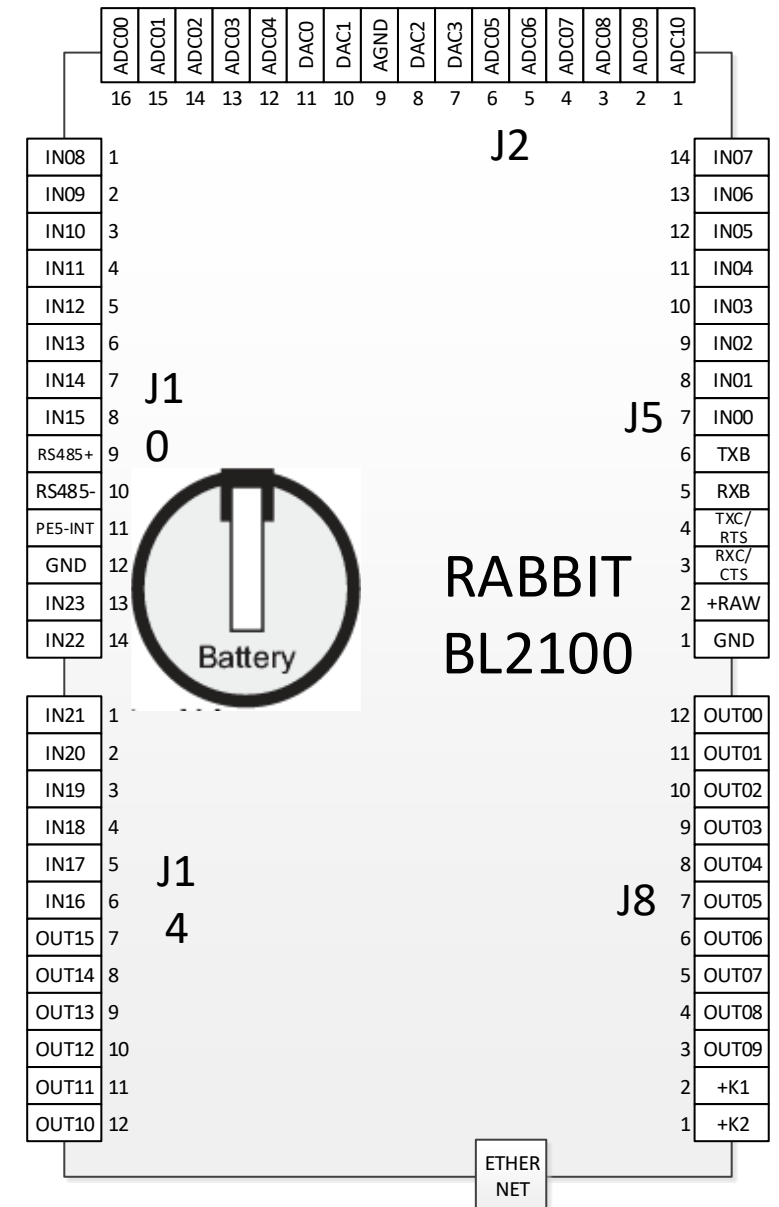 ADC00 ADC01 ADC02 ADC03 ADC04 DAC0 DAC1 AGND DAC2 DAC3 ADC05 ADC06 ADC07 ADC08 ADC09 ADC10
16 15 14 13 12 11 10 9 8 7 6 5 4 3 2 1
J2
IN08 1
IN09 2
IN10 3
IN11 4
IN12 5
IN13 6
IN14 7
IN15 8
RS485+ 9
RS485- 10
PE5-INT 11
GND 12
IN23 13
IN22 14
J1
0
Battery
14 IN07
13 IN06
12 IN05
11 IN04
10 IN03
9 IN02
8 IN01
7 IN00
6 TXB
5 RXB
4 TXC/
RTS
3 RXC/
CTS
2 +RAW
1 GND
J5
RABBIT
BL2100
IN21 1
IN20 2
IN19 3
IN18 4
IN17 5
IN16 6
OUT15 7
OUT14 8
OUT13 9
OUT12 10
OUT11 11
OUT10 12
J1
4
12 OUT00
11 OUT01
10 OUT02
9 OUT03
8 OUT04
7 OUT05
6 OUT06
5 OUT07
4 OUT08
3 OUT09
2 +K1
1 +K2
J8
ETHER
NET